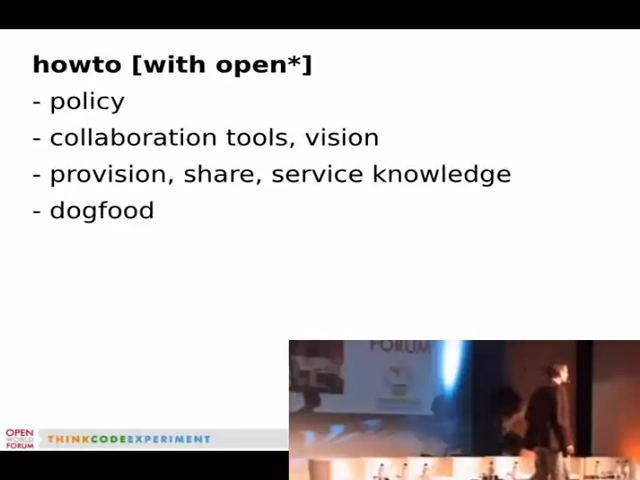 howto [with open*]
- policy
- collaboration tools, vision
- provision, share, service knowledge
- dogfood
FORUM
OPEN
WORLD
FORUM
THINKCODEEXPERIMENT